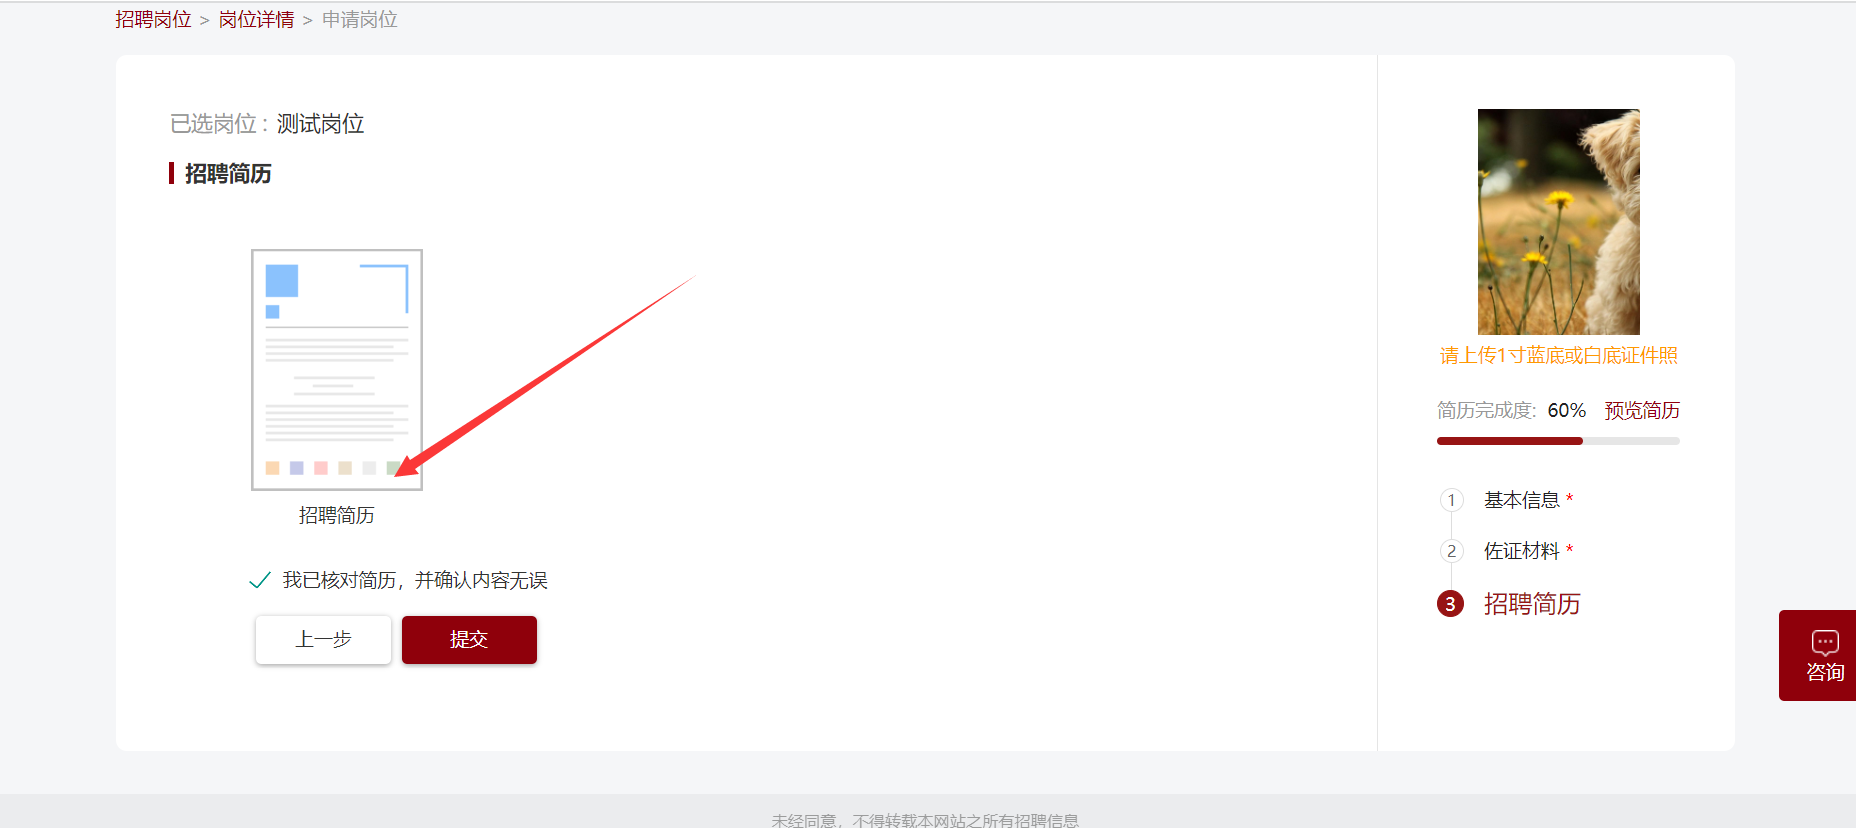 招聘岗位 > 岗位详情 > 申请岗位
已选岗位：测试岗位
招聘简历
招聘简历
我已核对简历，并确认内容无误
上一步 提交
请上传1寸蓝底或白底证件照
简历完成度: 60% 预览简历
1 基本信息 *
2 佐证材料 *
3 招聘简历
咨询
未经同意，不得转载本网站之所有招聘信息